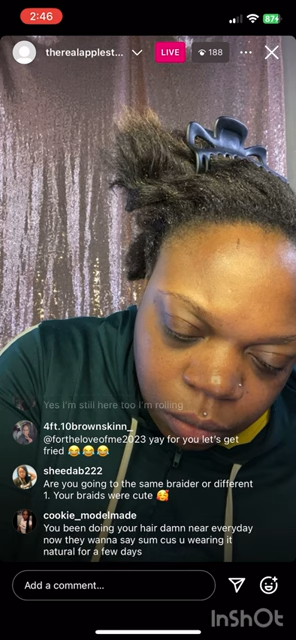 2:46
87
therealapplest...
LIVE
188
Yes I'm still here too I'm rolling
4ft.10brownskinn_
@fortheloveofme2023 yay for you let's get
fried 😂😂😂
sheedab222
Are you going to the same braider or different
1. Your braids were cute 🥰
cookie_modelmade
You been doing your hair damn near everyday
now they wanna say sum cus u wearing it
natural for a few days
Add a comment...
InShOt